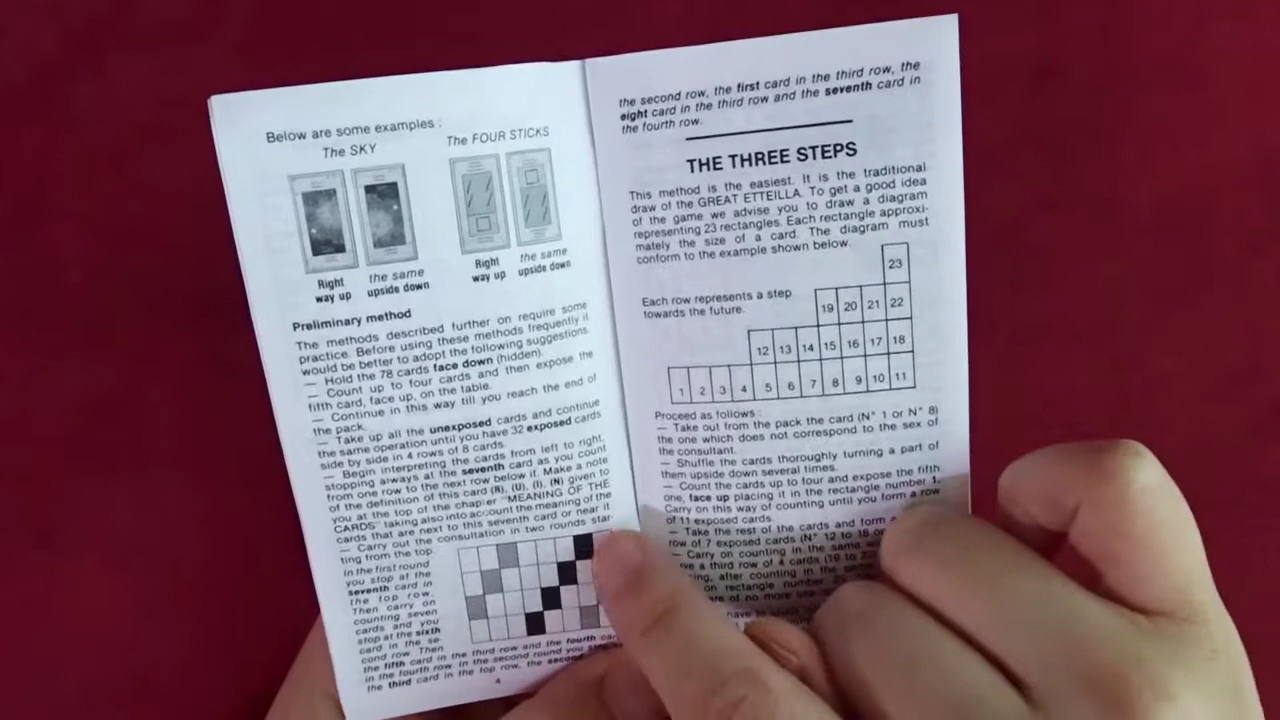 Below are some examples :
The SKY
The FOUR STICKS
Right
way up
the same
upside down
Right
way up
the same
upside down
Preliminary method
The methods described further on require some
practice. Before using these methods frequently it
would be better to adopt the following suggestions.
— Hold the 78 cards face down (hidden).
— Count up to four cards and then expose the
fifth card, face up, on the table.
— Continue in this way till you reach the end of
the pack.
— Take up all the unexposed cards and continue
the same operation until you have 32 exposed cards
side by side in 4 rows of 8 cards.
— Begin interpreting the cards from left to right,
stopping always at the seventh card as you count
from one row to the next row below it. Make a note
of the definition of this card (R), (U), (I), (N) given to
you at the top of the chapter "MEANING OF THE
CARDS" taking also into account the meaning of the
cards that are next to this seventh card or near it.
— Carry out the consultation in two rounds star-
ting from the top.
In the first round
you stop at the
seventh card in
the top row.
Then carry on
counting seven
cards and you
stop at the sixth
card in the se-
cond row. Then
the fifth card in the third row and the fourth
in the fourth row. In the second round you
the third card in the top row, the second
4
the second row, the first card in the third row, the
eight card in the third row and the seventh card in
the fourth row.
THE THREE STEPS
This method is the easiest. It is the traditional
draw of the GREAT ETTEILLA. To get a good idea
of the game we advise you to draw a diagram
representing 23 rectangles. Each rectangle approxi-
mately the size of a card. The diagram must
conform to the example shown below.
Each row represents a step
towards the future.
23
19 20 21 22
12 13 14 15 16 17 18
1 2 3 4 5 6 7 8 9 10 11
Proceed as follows :
— Take out from the pack the card (N° 1 or N° 8)
the one which does not correspond to the sex of
the consultant.
— Shuffle the cards thoroughly turning a part of
them upside down several times.
— Count the cards up to four and expose the fifth
one, face up placing it in the rectangle number 1.
Carry on this way of counting until you form a row
of 11 exposed cards.
— Take the rest of the cards and form a
row of 7 exposed cards (N° 12 to 18
— Carry on counting in the same
a third row of 4 cards (19 to
after counting in the
on rectangle number
are of no more
have to